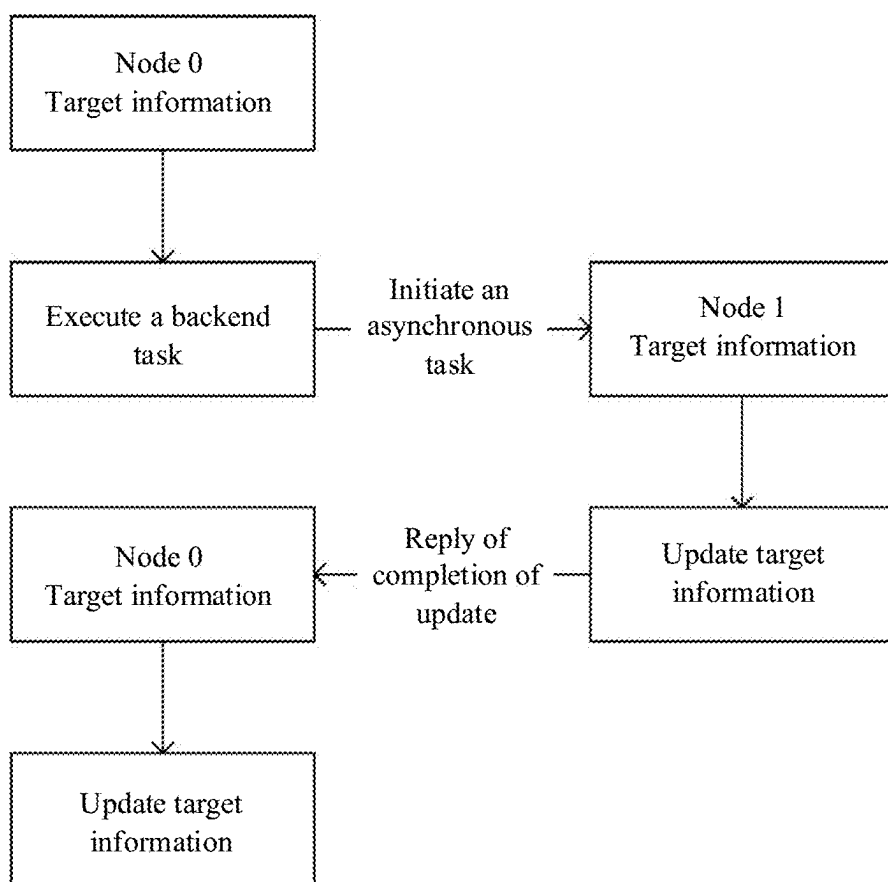 Node 0
Target information
Execute a backend
task
Initiate an
asynchronous
task
Node 1
Target information
Node 0
Target information
Reply of
completion of
update
Update target
information
Update target
information